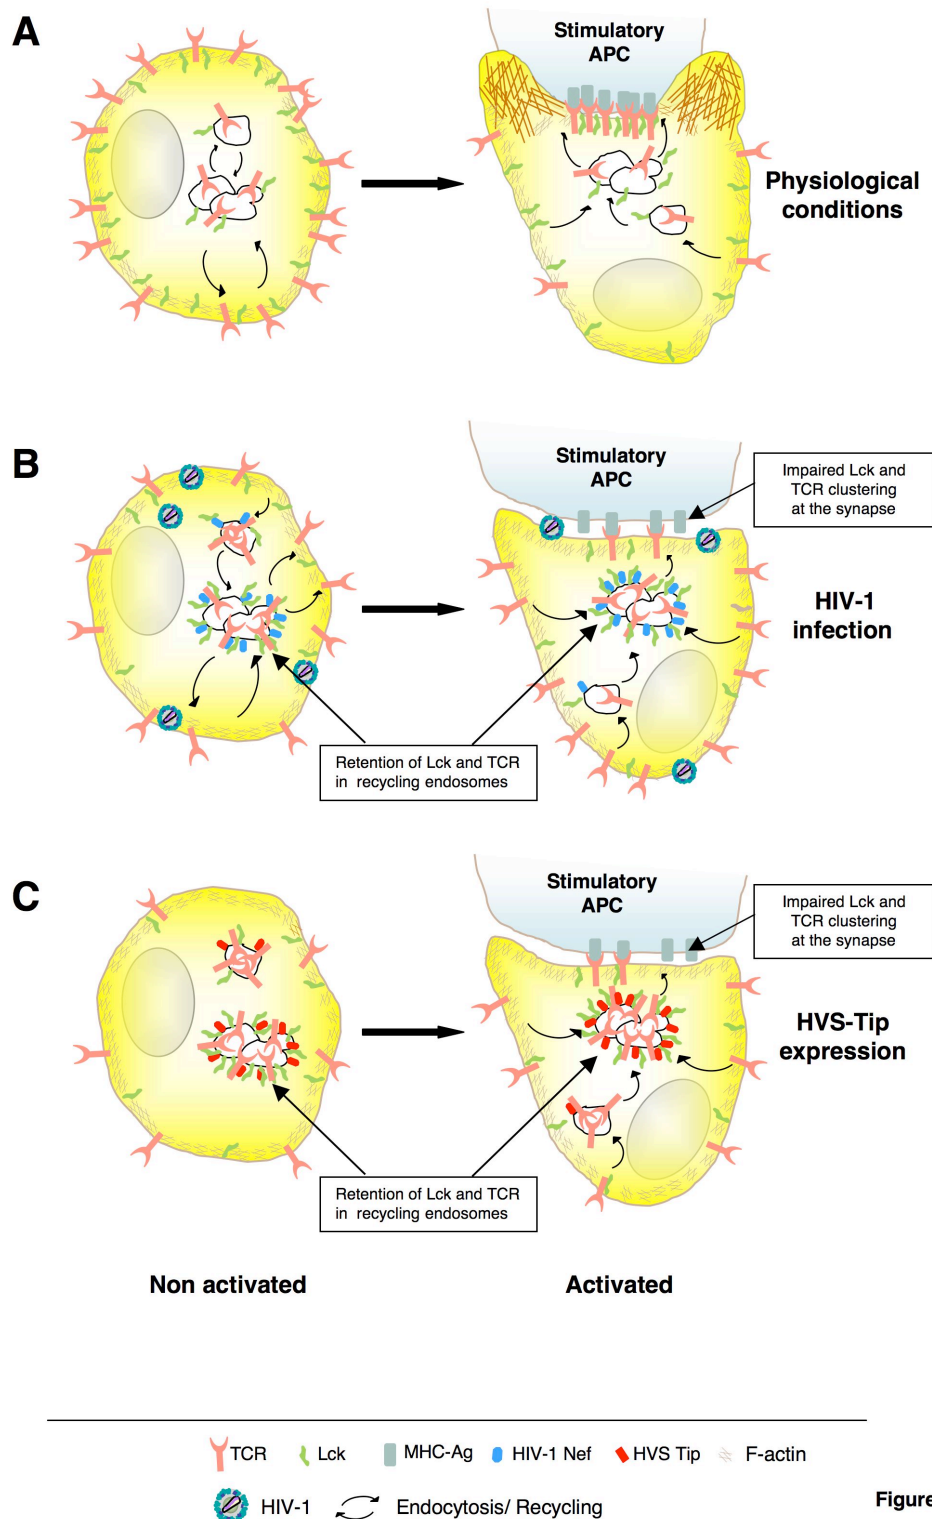 A
Stimulatory
APC
Physiological
conditions
B
Stimulatory
APC
Impaired Lck and
TCR clustering
at the synapse
HIV-1
infection
Retention of Lck and TCR
in recycling endosomes
C
Stimulatory
APC
Impaired Lck and
TCR clustering
at the synapse
HVS-Tip
expression
Retention of Lck and TCR
in recycling endosomes
Non activated
Activated
TCR Lck MHC-Ag HIV-1 Nef HVS Tip F-actin
HIV-1 Endocytosis/ Recycling
Figure